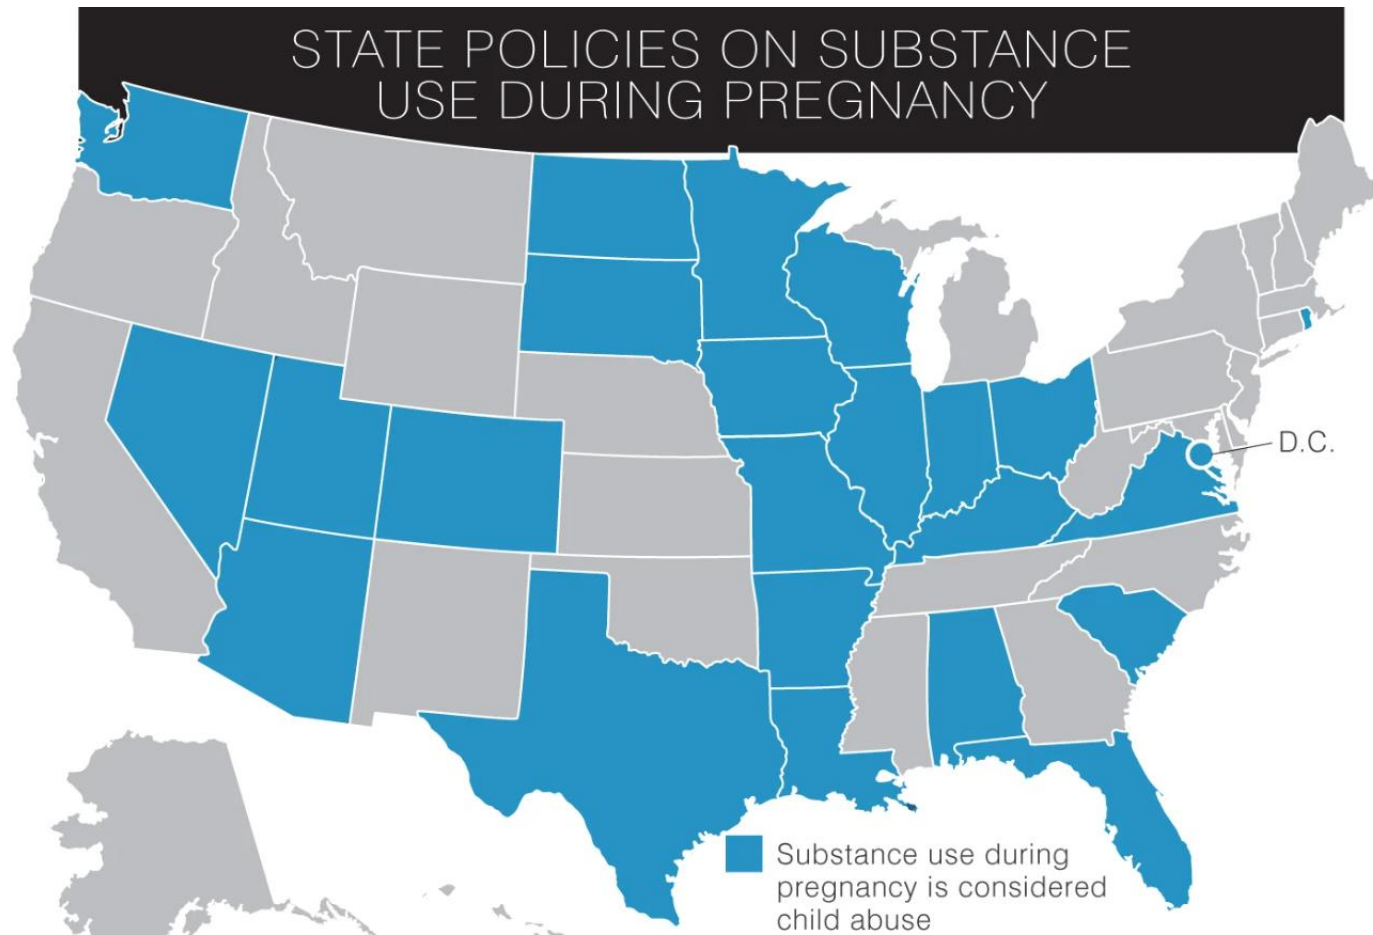 STATE POLICIES ON SUBSTANCE
USE DURING PREGNANCY
D.C.
Substance use during
pregnancy is considered
child abuse